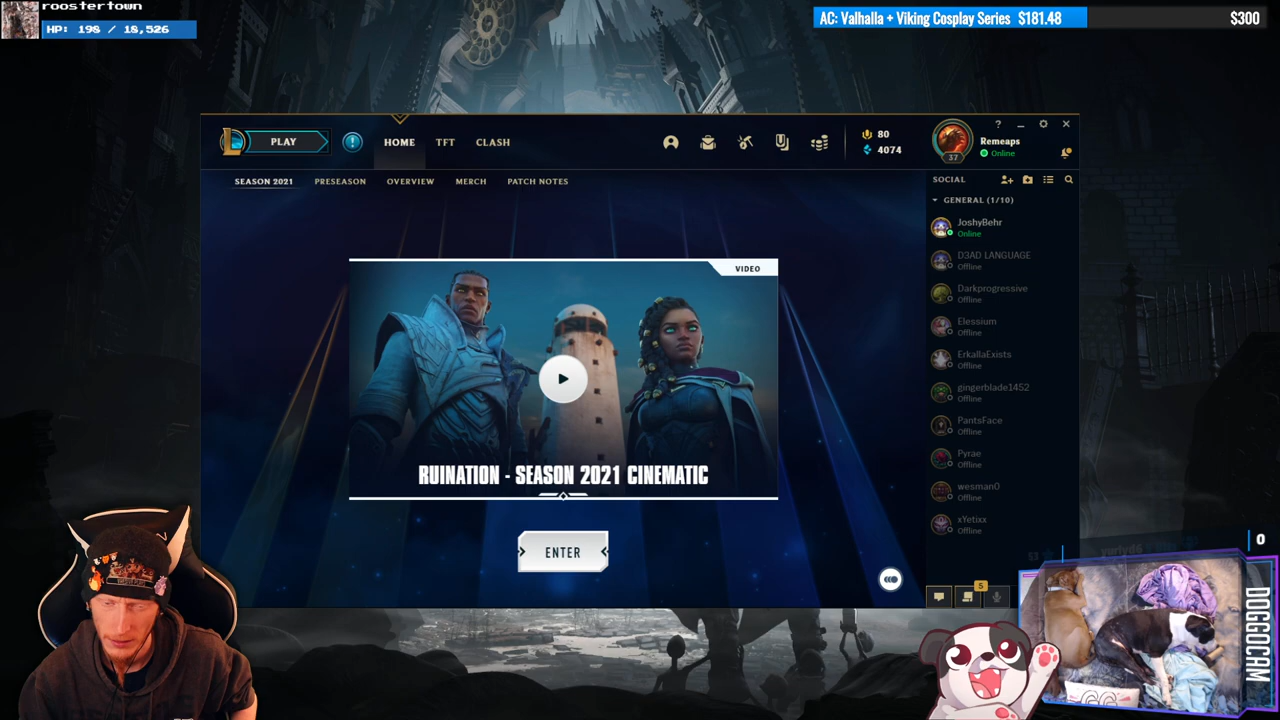 roostertown
HP: 198 / 18,526
AC: Valhalla + Viking Cosplay Series $181.48
$300
PLAY
HOME
TFT
CLASH
80
4074
37
?
Remeaps
Online
SEASON 2021
PRESEASON
OVERVIEW
MERCH
PATCH NOTES
SOCIAL
GENERAL (1/10)
JoshyBehr
Online
D3AD LANGUAGE
Offline
Darkprogressive
Offline
Elessium
Offline
ErkallaExists
Offline
gingerblade1452
Offline
PantsFace
Offline
Pyrae
Offline
wesman0
Offline
xYetixx
Offline
VIDEO
RUINATION - SEASON 2021 CINEMATIC
ENTER
5
0
DOGGOCAM